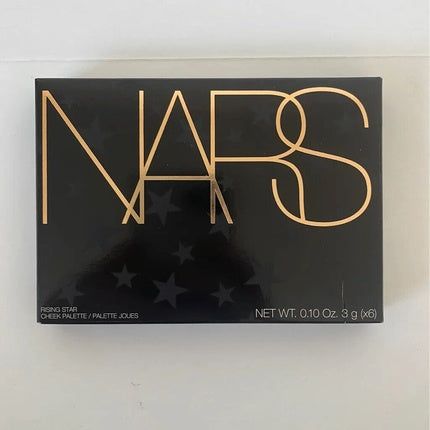 NARS
RISING STAR
CHEEK PALETTE / PALETTE JOUES
NET WT. 0.10 Oz. 3 g (x6)